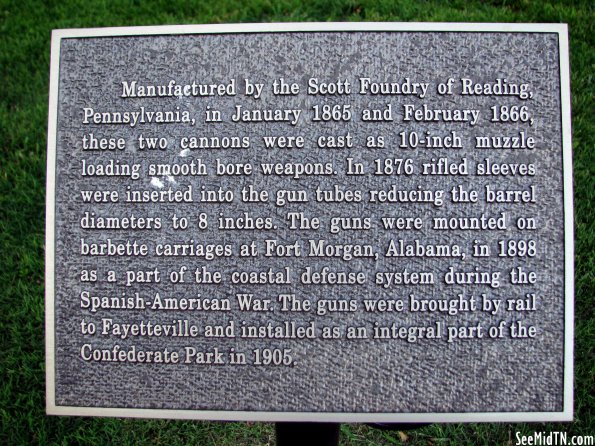 Manufactured by the Scott Foundry of Reading,
Pennsylvania, in January 1865 and February 1866,
these two cannons were cast as 10-inch muzzle
loading smooth bore weapons. In 1876 rifled sleeves
were inserted into the gun tubes reducing the barrel
diameters to 8 inches. The guns were mounted on
barbette carriages at Fort Morgan, Alabama, in 1898
as a part of the coastal defense system during the
Spanish-American War. The guns were brought by rail
to Fayetteville and installed as an integral part of the
Confederate Park in 1905.
SeeMidTN.com